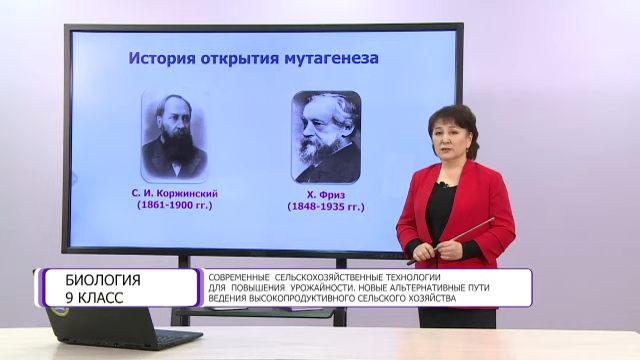 История открытия мутагенеза
С. И. Коржинский
(1861-1900 гг.)
Х. Фриз
(1848-1935 гг.)
БИОЛОГИЯ
9 КЛАСС
СОВРЕМЕННЫЕ СЕЛЬСКОХОЗЯЙСТВЕННЫЕ ТЕХНОЛОГИИ
ДЛЯ ПОВЫШЕНИЯ УРОЖАЙНОСТИ. НОВЫЕ АЛЬТЕРНАТИВНЫЕ ПУТИ
ВЕДЕНИЯ ВЫСОКОПРОДУКТИВНОГО СЕЛЬСКОГО ХОЗЯЙСТВА